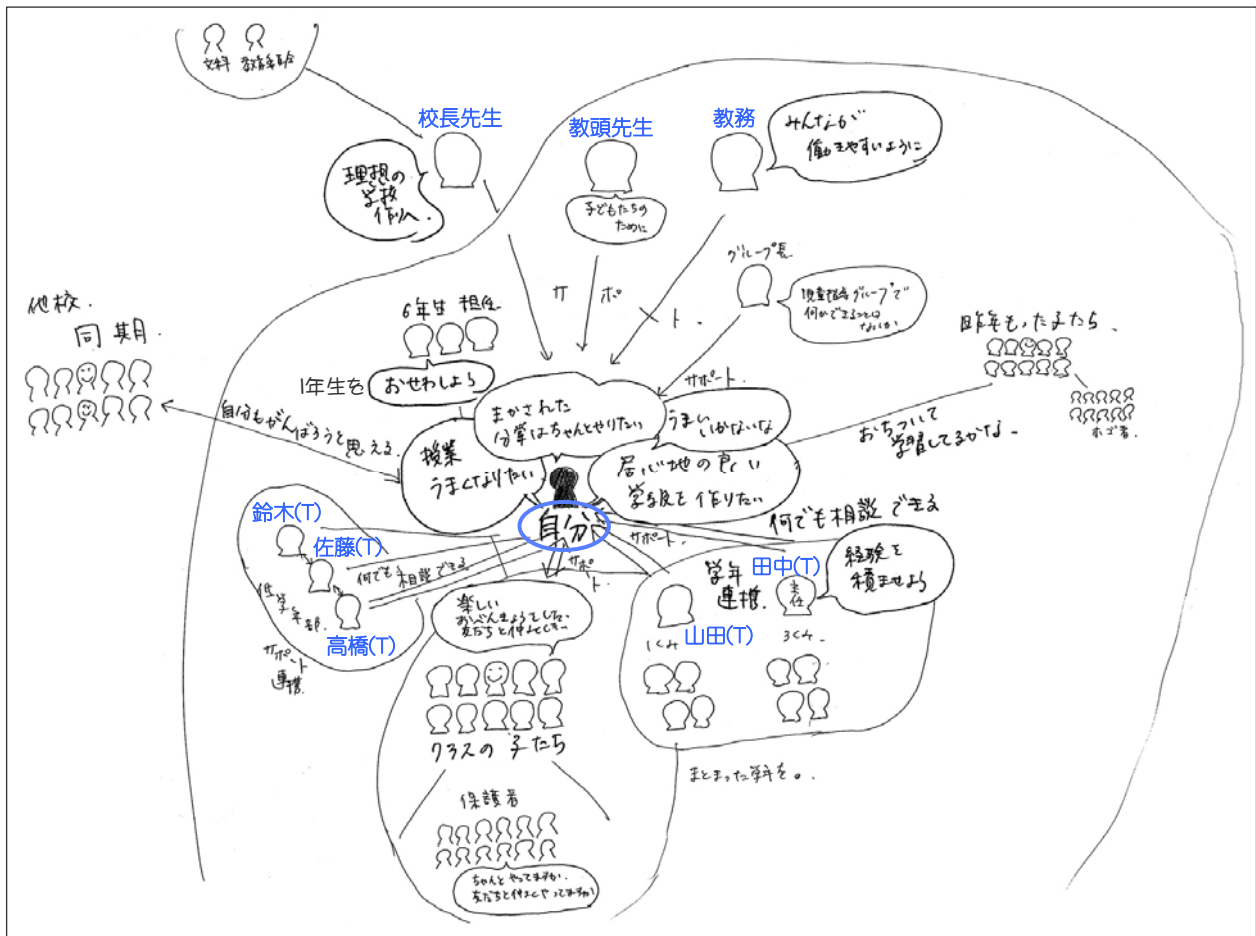 文科 教育委員会
校長先生
理想の
学校
作りへ.
教頭先生
子どもたちの
ために
教務
みんなが
働きやすいように
グループ長
児童指導グループで
何かできることは
ないか
サポート.
サポート
他校.
同期.
自分もがんばろうと思える.
6年生 担任
1年生を
おせわしよう
昨年もった子たち.
ホゴ者.
おちついて
学習してるかな~
まかされた
分掌はちゃんとやりたい
うまい
いかないな
授業
うまくなりたい
居心地の良い
学級を作りたい
自分
鈴木(T)
佐藤(T)
高橋(T)
低学年部.
サポート
連携.
何でも相談できる
サポート.
サポート.
何でも相談できる
学年
連携.
田中(T)
主任
経験を
積ませよう
山田(T)
1くみ
3くみ.
まとまった学年を。.
楽しい
おべんきょうをしたい
友だちと仲よくしたい
クラスの子たち
保護者
ちゃんとやってますか.
友だちと仲よくやってますか